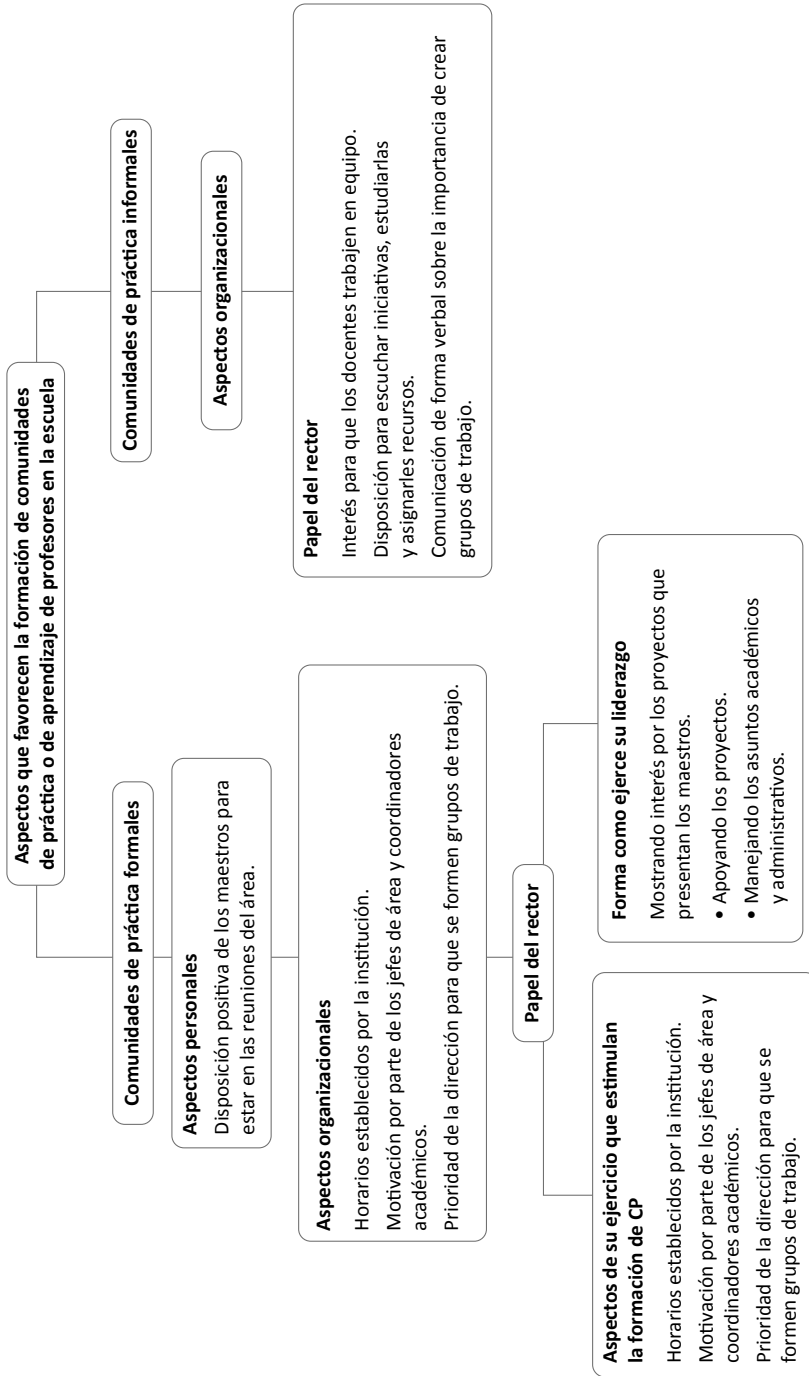 Aspectos que favorecen la formación de comunidades
de práctica o de aprendizaje de profesores en la escuela
Comunidades de práctica formales
Aspectos personales
Disposición positiva de los maestros para
estar en las reuniones del área.
Aspectos organizacionales
Horarios establecidos por la institución.
Motivación por parte de los jefes de área y coordinadores
académicos.
Prioridad de la dirección para que se formen grupos de trabajo.
Papel del rector
Aspectos de su ejercicio que estimulan
la formación de CP
Horarios establecidos por la institución.
Motivación por parte de los jefes de área y
coordinadores académicos.
Prioridad de la dirección para que se
formen grupos de trabajo.
Forma como ejerce su liderazgo
Mostrando interés por los proyectos que
presentan los maestros.
• Apoyando los proyectos.
• Manejando los asuntos académicos
y administrativos.
Comunidades de práctica informales
Aspectos organizacionales
Papel del rector
Interés para que los docentes trabajen en equipo.
Disposición para escuchar iniciativas, estudiarlas
y asignarles recursos.
Comunicación de forma verbal sobre la importancia de crear
grupos de trabajo.